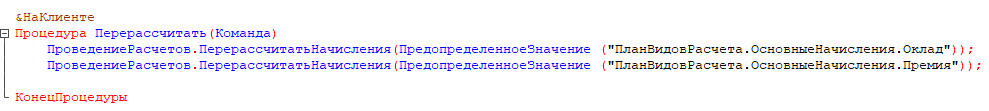 &НаКлиенте
Процедура Перерассчитать(Команда)
ПроведениеРасчетов.ПерерассчитатьНачисления(ПредопределенноеЗначение ("ПланВидовРасчета.ОсновныеНачисления.Оклад"));
ПроведениеРасчетов.ПерерассчитатьНачисления(ПредопределенноеЗначение ("ПланВидовРасчета.ОсновныеНачисления.Премия"));
КонецПроцедуры